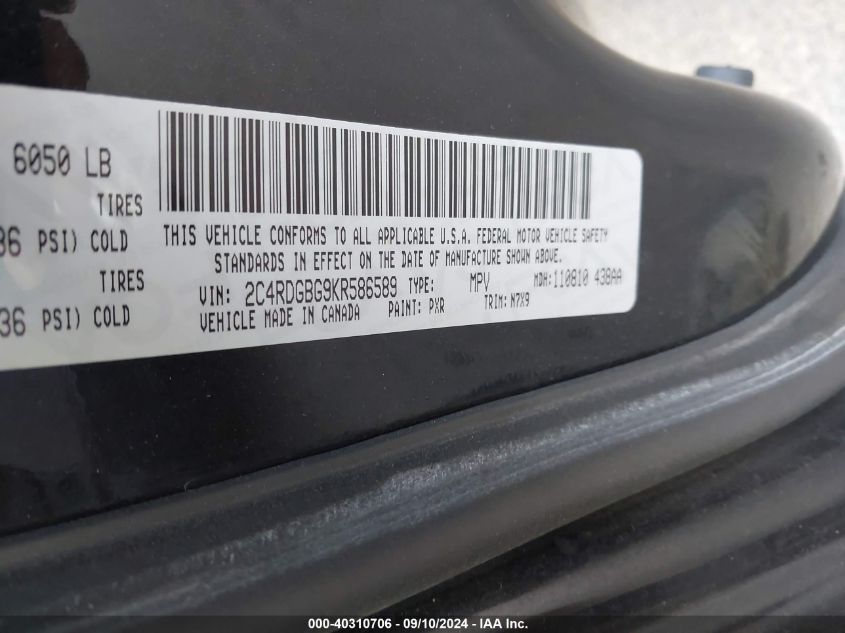 6050 LB
TIRES
36 PSI) COLD
TIRES
36 PSI) COLD
THIS VEHICLE CONFORMS TO ALL APPLICABLE U.S.A. FEDERAL MOTOR VEHICLE SAFETY
STANDARDS IN EFFECT ON THE DATE OF MANUFACTURE SHOWN ABOVE.
VIN: 2C4RDGBG9KR586589 TYPE: MPV MDH: 110810 438AA
VEHICLE MADE IN CANADA PAINT: PXR TRIM: N7X9
000-40310706 - 09/10/2024 - IAA Inc.